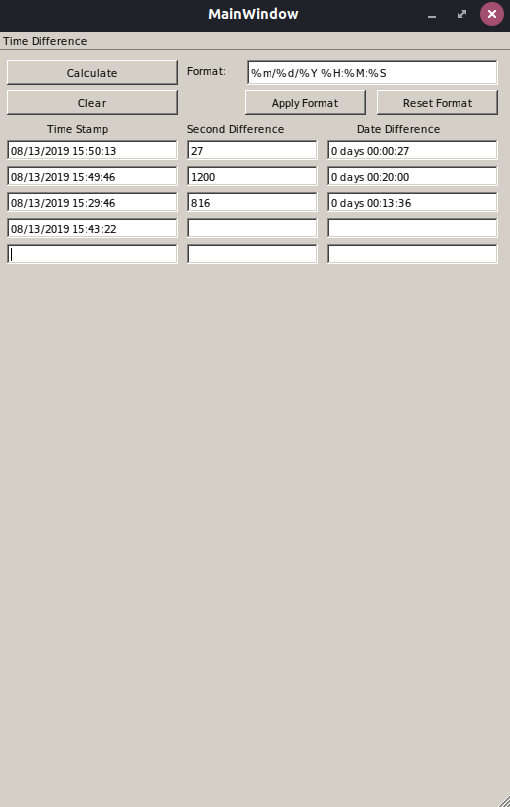 MainWindow
Time Difference
Calculate Format: %m/%d/%Y %H:%M:%S
Clear Apply Format Reset Format
Time Stamp Second Difference Date Difference
08/13/2019 15:50:13 27 0 days 00:00:27
08/13/2019 15:49:46 1200 0 days 00:20:00
08/13/2019 15:29:46 816 0 days 00:13:36
08/13/2019 15:43:22